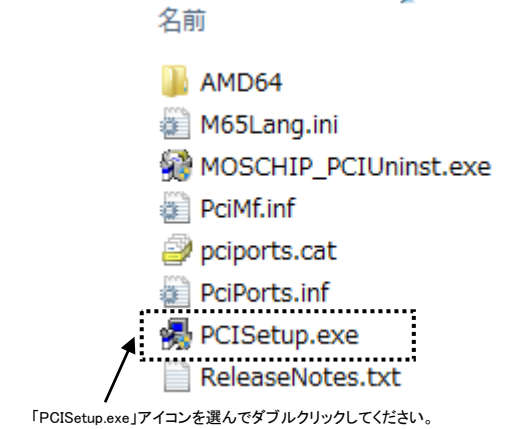 名前
AMD64
M65Lang.ini
MOSCHIP_PCIUninst.exe
PciMf.inf
pciports.cat
PciPorts.inf
PCISetup.exe
ReleaseNotes.txt
「PCISetup.exe」アイコンを選んでダブルクリックしてください。